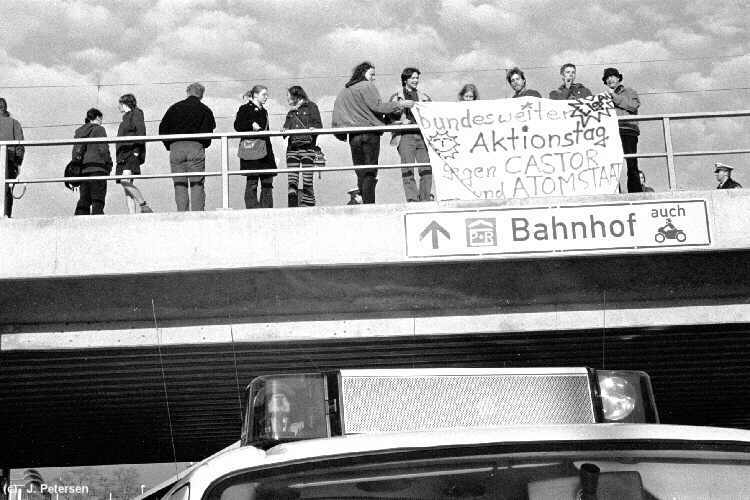 bundesweiter
Aktionstag
gegen CASTOR
und ATOMSTAAT
P+R Bahnhof auch
(c) J. Petersen